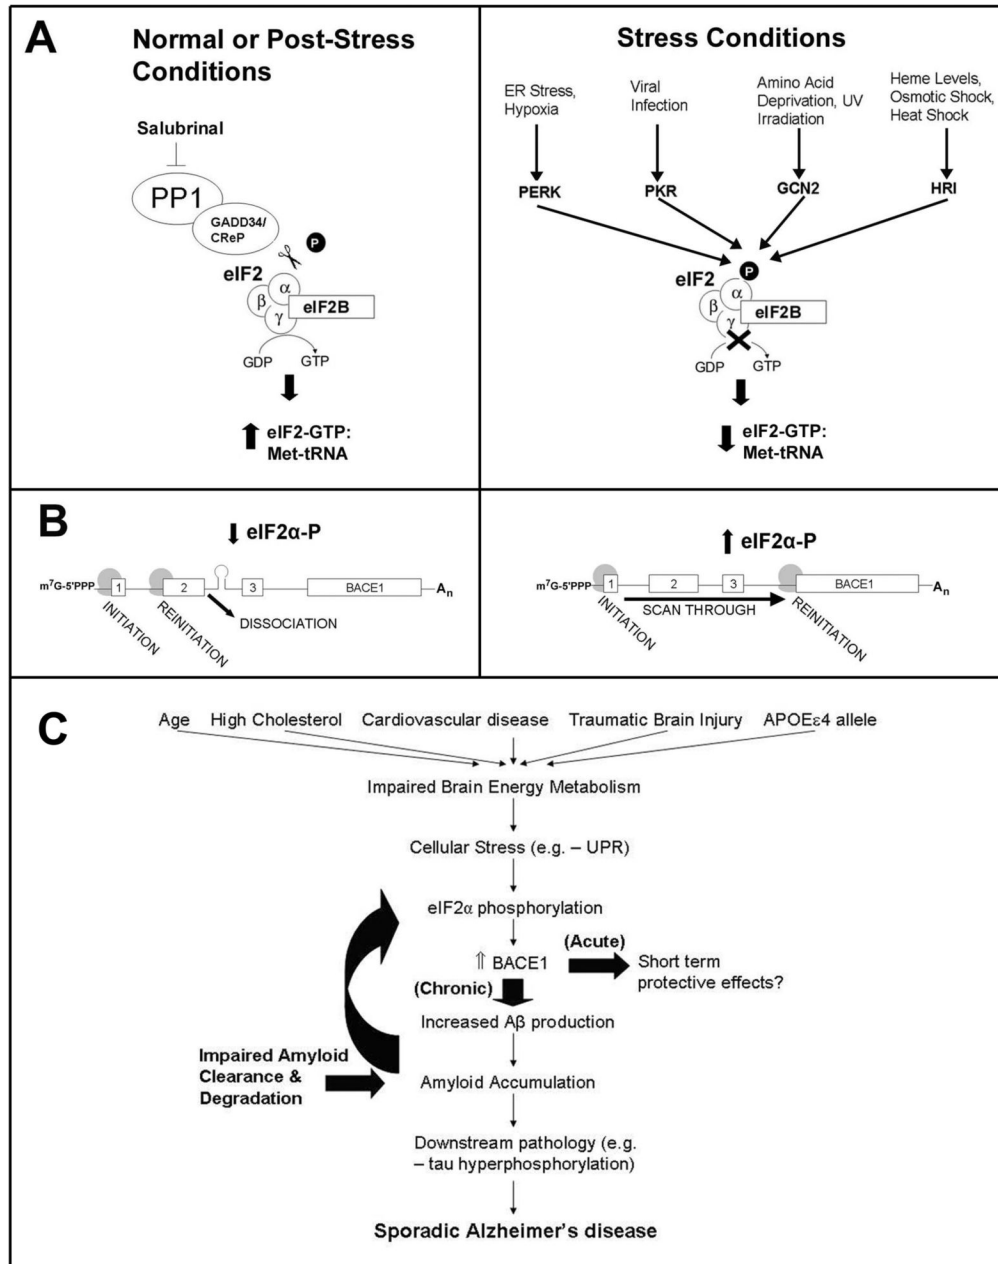 A
Normal or Post-Stress
Conditions
Salubrinal
PP1
GADD34/
CReP
P
eIF2
α
β
eIF2B
γ
GDP
GTP
eIF2-GTP:
Met-tRNA
Stress Conditions
ER Stress,
Hypoxia
Viral
Infection
Amino Acid
Deprivation, UV
Irradiation
Heme Levels,
Osmotic Shock,
Heat Shock
PERK
PKR
GCN2
HRI
P
eIF2
α
β
eIF2B
γ
GDP
GTP
eIF2-GTP:
Met-tRNA
B
eIF2α-P
m7G-5'PPP
1
2
3
BACE1
An
INITIATION
REINITIATION
DISSOCIATION
eIF2α-P
m7G-5'PPP
1
2
3
BACE1
An
SCAN THROUGH
INITIATION
REINITIATION
C
Age High Cholesterol Cardiovascular disease Traumatic Brain Injury APOEε4 allele
Impaired Brain Energy Metabolism
Cellular Stress (e.g. – UPR)
eIF2α phosphorylation
(Acute)
⇑ BACE1
Short term
protective effects?
(Chronic)
Increased Aβ production
Impaired Amyloid
Clearance &
Degradation
Amyloid Accumulation
Downstream pathology (e.g.
– tau hyperphosphorylation)
Sporadic Alzheimer's disease